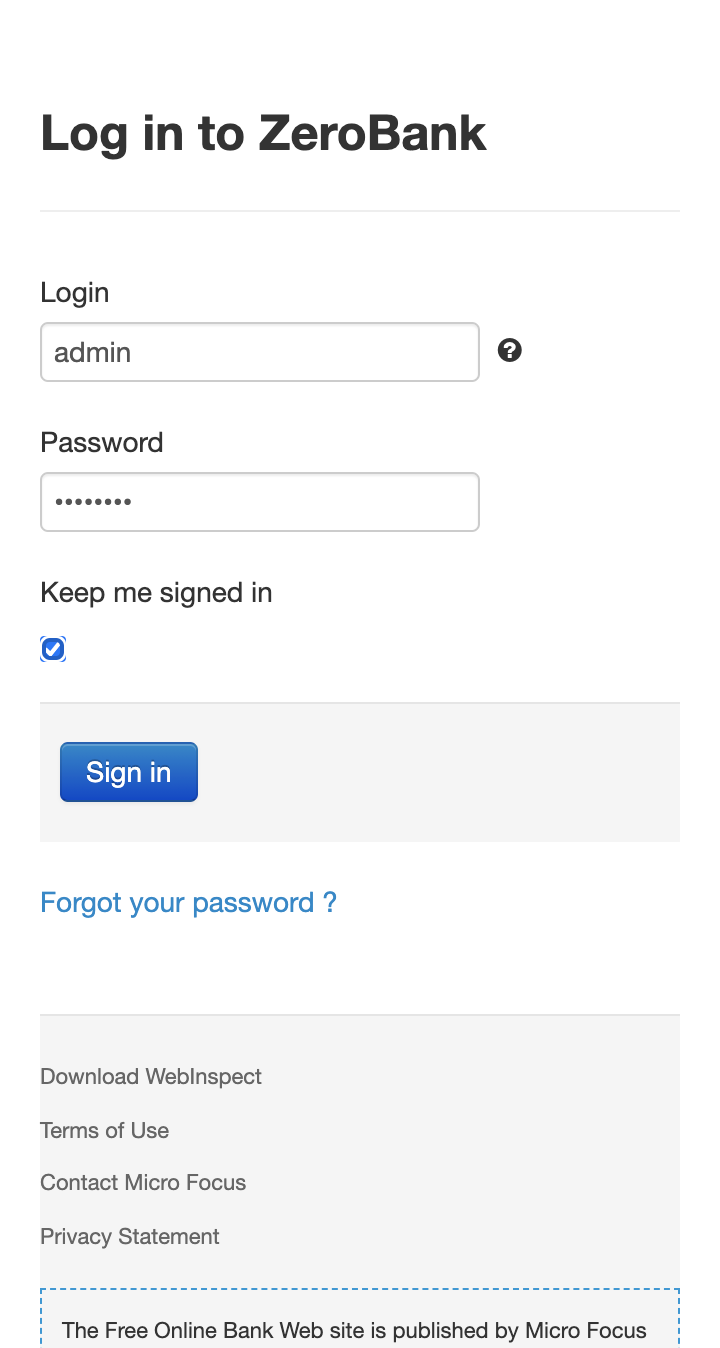 Log in to ZeroBank
Login
admin
Password
••••••••
Keep me signed in
Sign in
Forgot your password ?
Download WebInspect
Terms of Use
Contact Micro Focus
Privacy Statement
The Free Online Bank Web site is published by Micro Focus